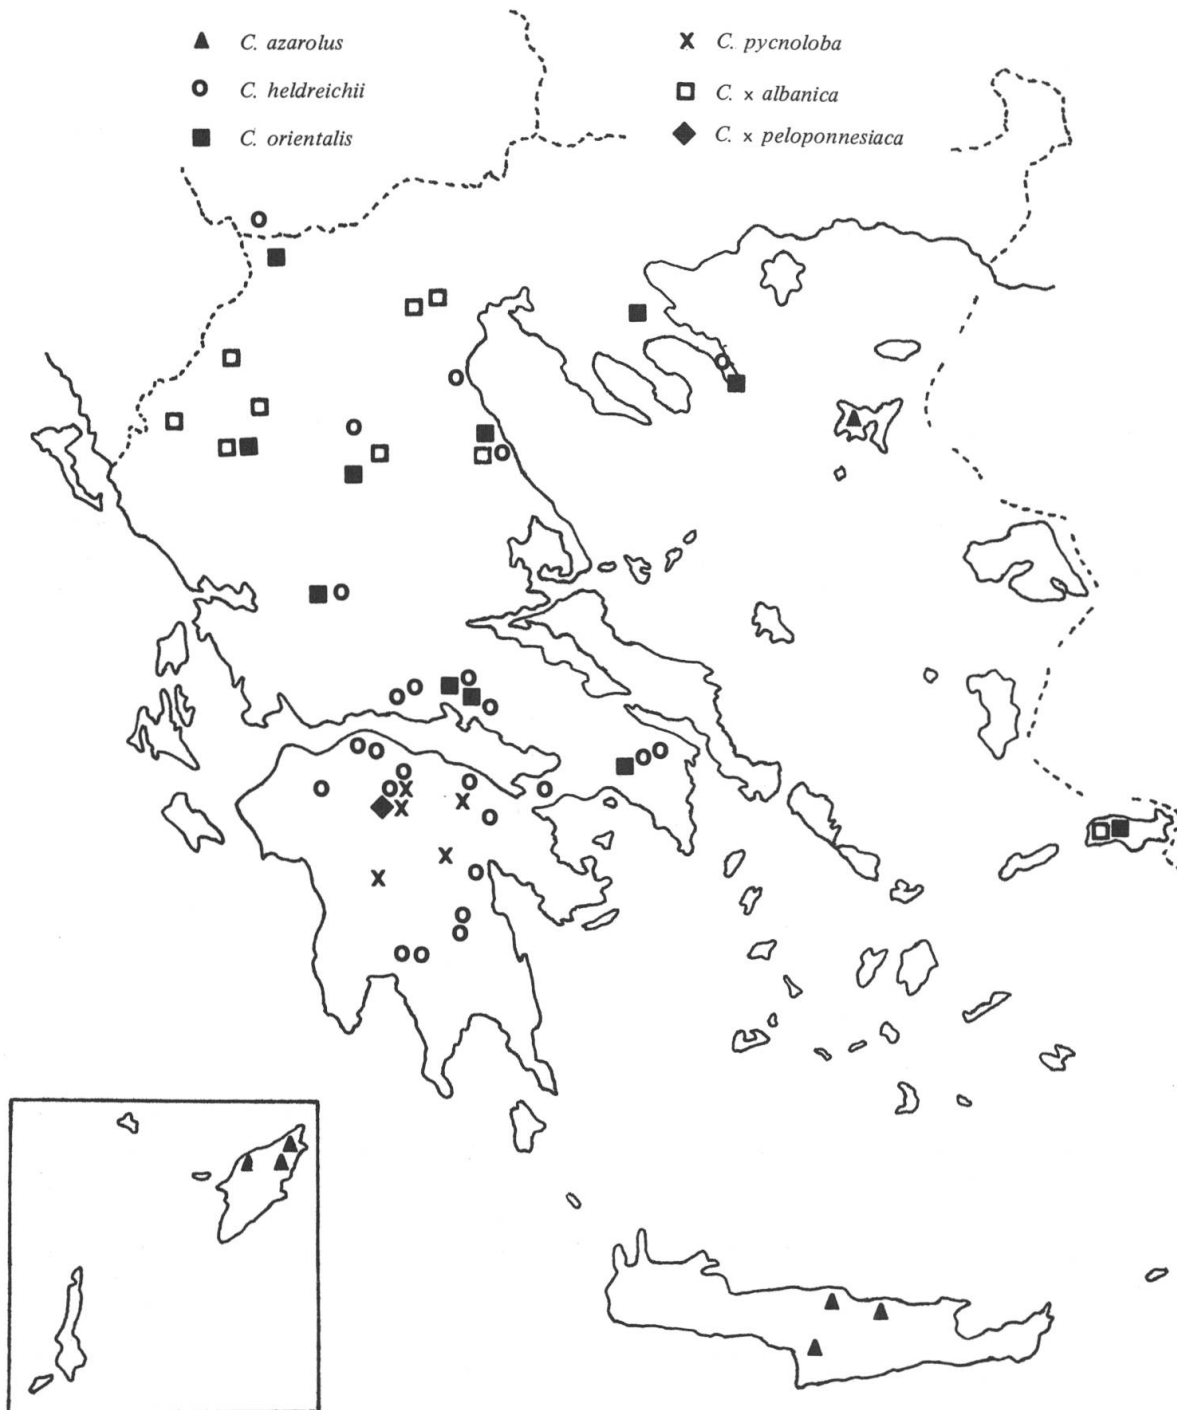 C. azarolus
C. heldreichii
C. orientalis
C. pycnoloba
C. x albanica
C. x peloponnesiaca